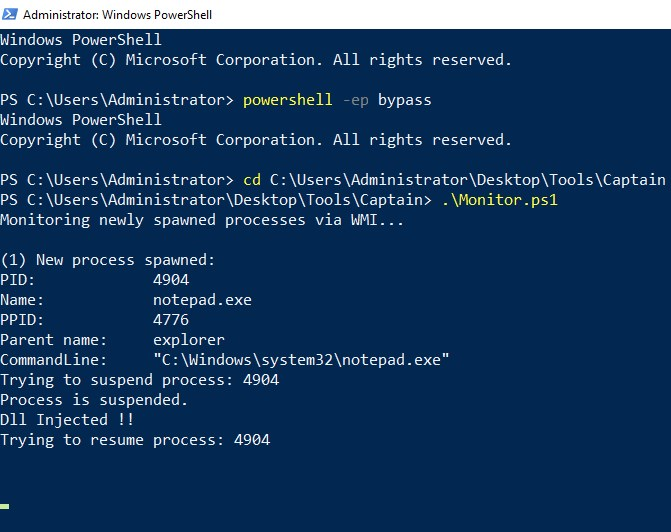 Administrator: Windows PowerShell
Windows PowerShell
Copyright (C) Microsoft Corporation. All rights reserved.
PS C:\Users\Administrator> powershell -ep bypass
Windows PowerShell
Copyright (C) Microsoft Corporation. All rights reserved.
PS C:\Users\Administrator> cd C:\Users\Administrator\Desktop\Tools\Captain
PS C:\Users\Administrator\Desktop\Tools\Captain> .\Monitor.ps1
Monitoring newly spawned processes via WMI...
(1) New process spawned:
PID: 4904
Name: notepad.exe
PPID: 4776
Parent name: explorer
CommandLine: "C:\Windows\system32\notepad.exe"
Trying to suspend process: 4904
Process is suspended.
Dll Injected !!
Trying to resume process: 4904